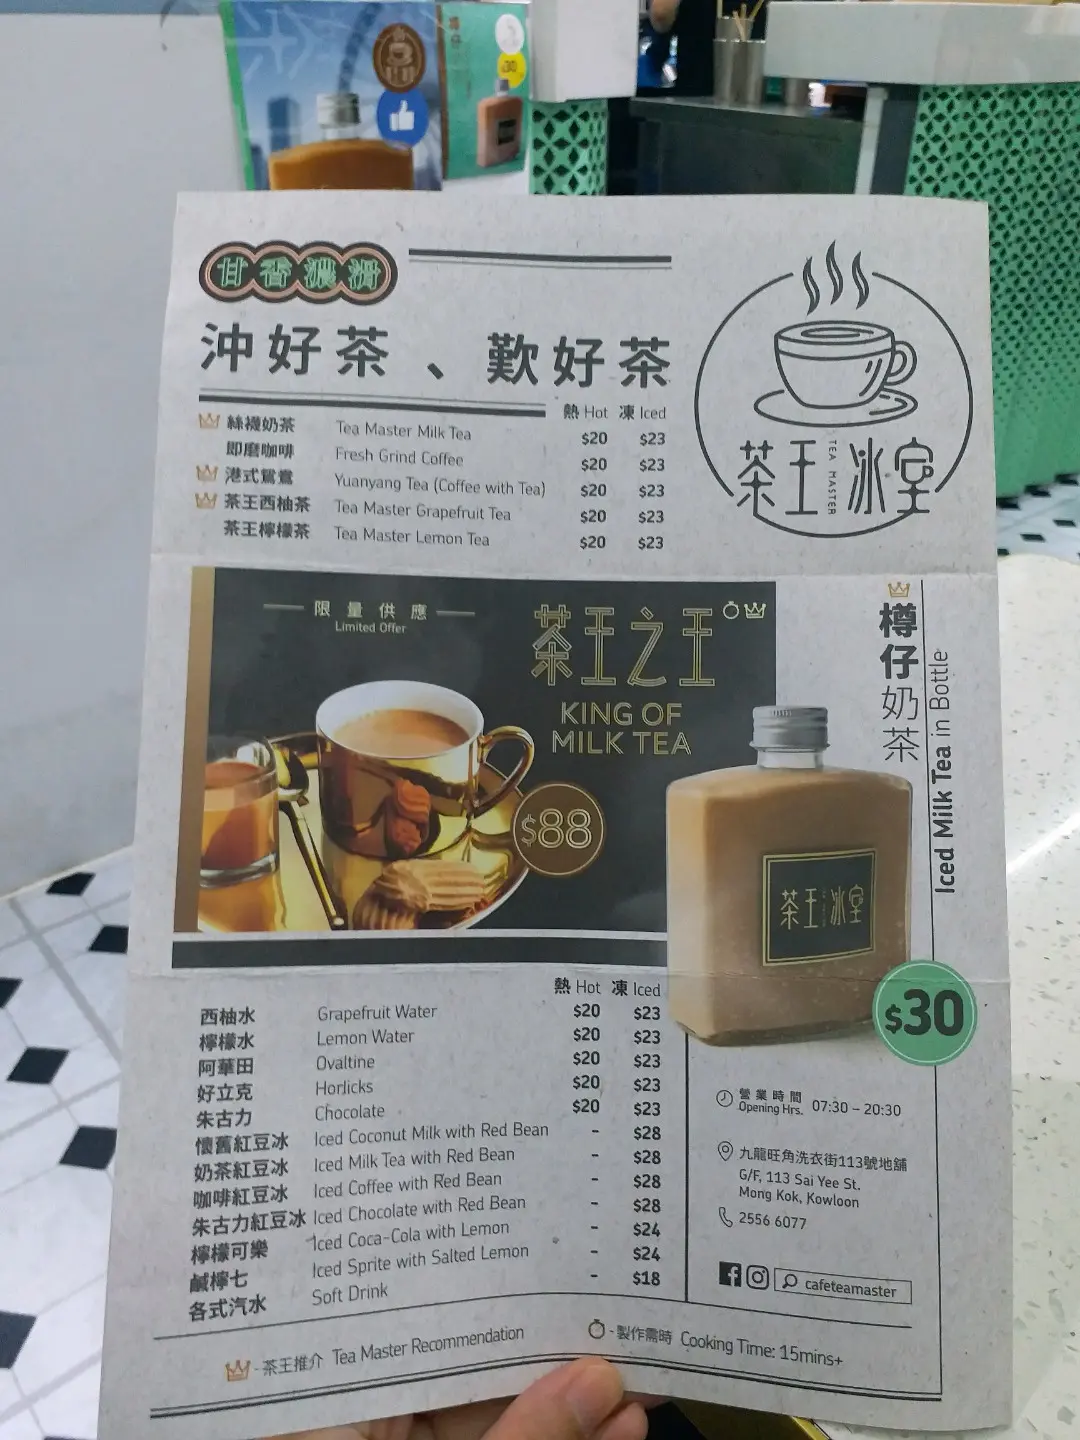 甘香濃滑
沖好茶、歎好茶
熱 Hot 凍 Iced
絲襪奶茶 Tea Master Milk Tea $20 $23
即磨咖啡 Fresh Grind Coffee $20 $23
港式鴛鴦 Yuanyang Tea (Coffee with Tea) $20 $23
茶王西柚茶 Tea Master Grapefruit Tea $20 $23
茶王檸檬茶 Tea Master Lemon Tea $20 $23
茶王 TEA MASTER 冰室
限量供應
Limited Offer
茶王之王
KING OF
MILK TEA
$88
樽仔奶茶
Iced Milk Tea in Bottle
茶王冰室
$30
熱 Hot 凍 Iced
西柚水 Grapefruit Water $20 $23
檸檬水 Lemon Water $20 $23
阿華田 Ovaltine $20 $23
好立克 Horlicks $20 $23
朱古力 Chocolate $20 $23
懷舊紅豆冰 Iced Coconut Milk with Red Bean - $28
奶茶紅豆冰 Iced Milk Tea with Red Bean - $28
咖啡紅豆冰 Iced Coffee with Red Bean - $28
朱古力紅豆冰 Iced Chocolate with Red Bean - $28
檸檬可樂 Iced Coca-Cola with Lemon - $24
鹹檸七 Iced Sprite with Salted Lemon - $24
各式汽水 Soft Drink - $18
營業時間
Opening Hrs. 07:30 – 20:30
九龍旺角洗衣街113號地舖
G/F, 113 Sai Yee St.
Mong Kok, Kowloon
2556 6077
cafeteamaster
- 茶王推介 Tea Master Recommendation
- 製作需時 Cooking Time: 15mins+